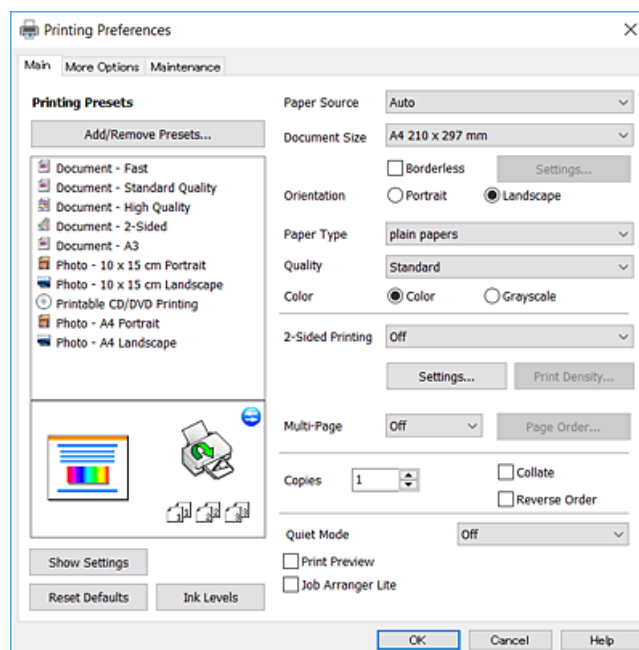 Printing Preferences
Main More Options Maintenance
Printing Presets
Add/Remove Presets...
Document - Fast
Document - Standard Quality
Document - High Quality
Document - 2-Sided
Document - A3
Photo - 10 x 15 cm Portrait
Photo - 10 x 15 cm Landscape
Printable CD/DVD Printing
Photo - A4 Portrait
Photo - A4 Landscape
Show Settings
Reset Defaults Ink Levels
Paper Source Auto
Document Size A4 210 x 297 mm
Borderless Settings...
Orientation Portrait Landscape
Paper Type plain papers
Quality Standard
Color Color Grayscale
2-Sided Printing Off
Settings... Print Density...
Multi-Page Off Page Order...
Copies 1 Collate
Reverse Order
Quiet Mode Off
Print Preview
Job Arranger Lite
OK Cancel Help